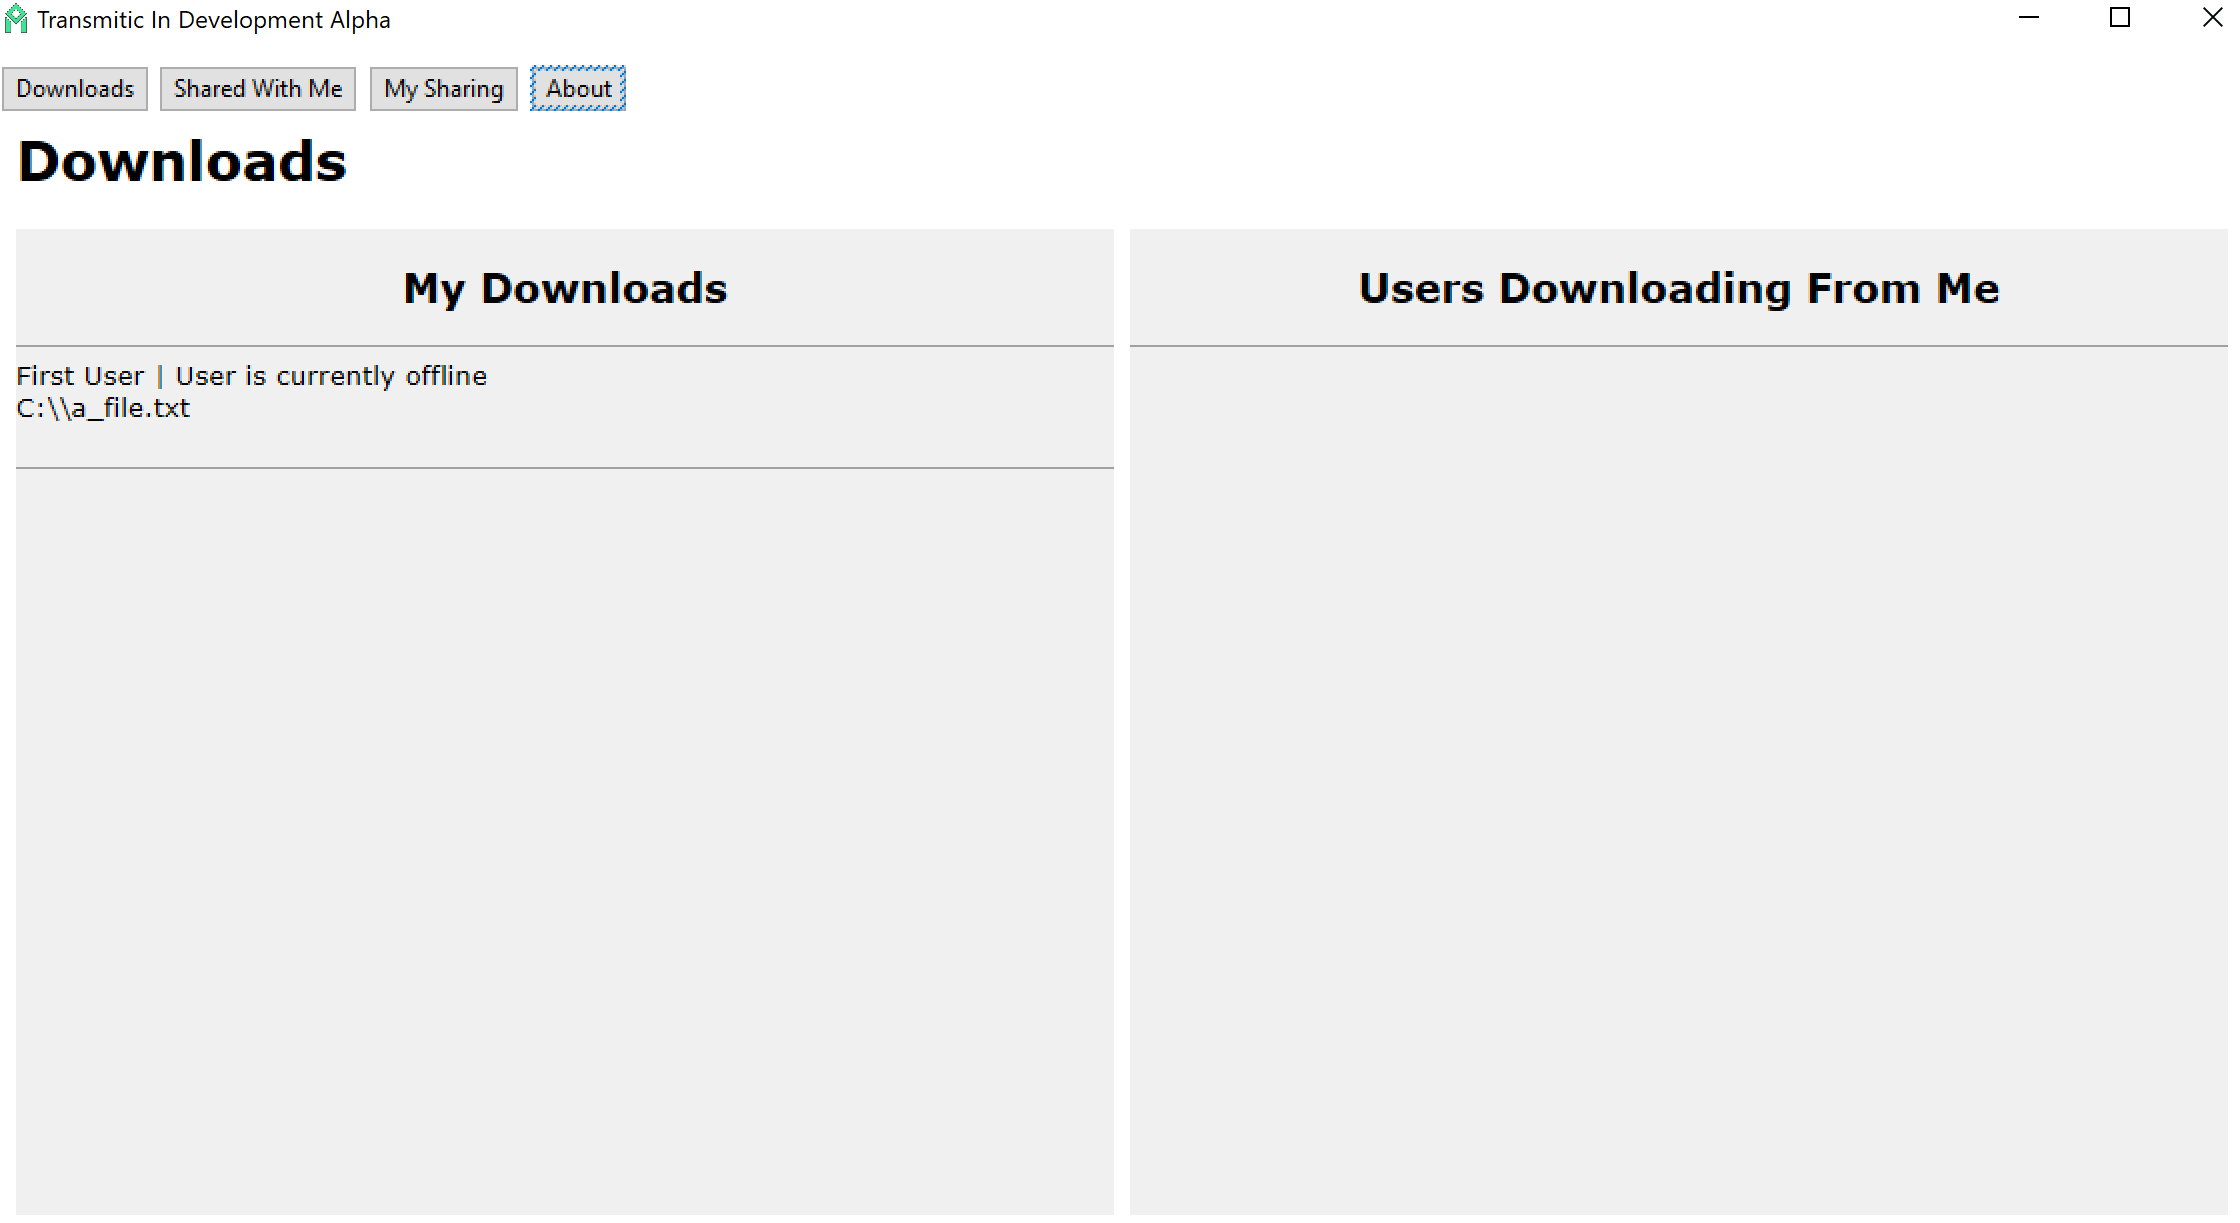 Transmitic In Development Alpha
Downloads
Shared With Me
My Sharing
About
Downloads
My Downloads
First User | User is currently offline
C:\\a_file.txt
Users Downloading From Me